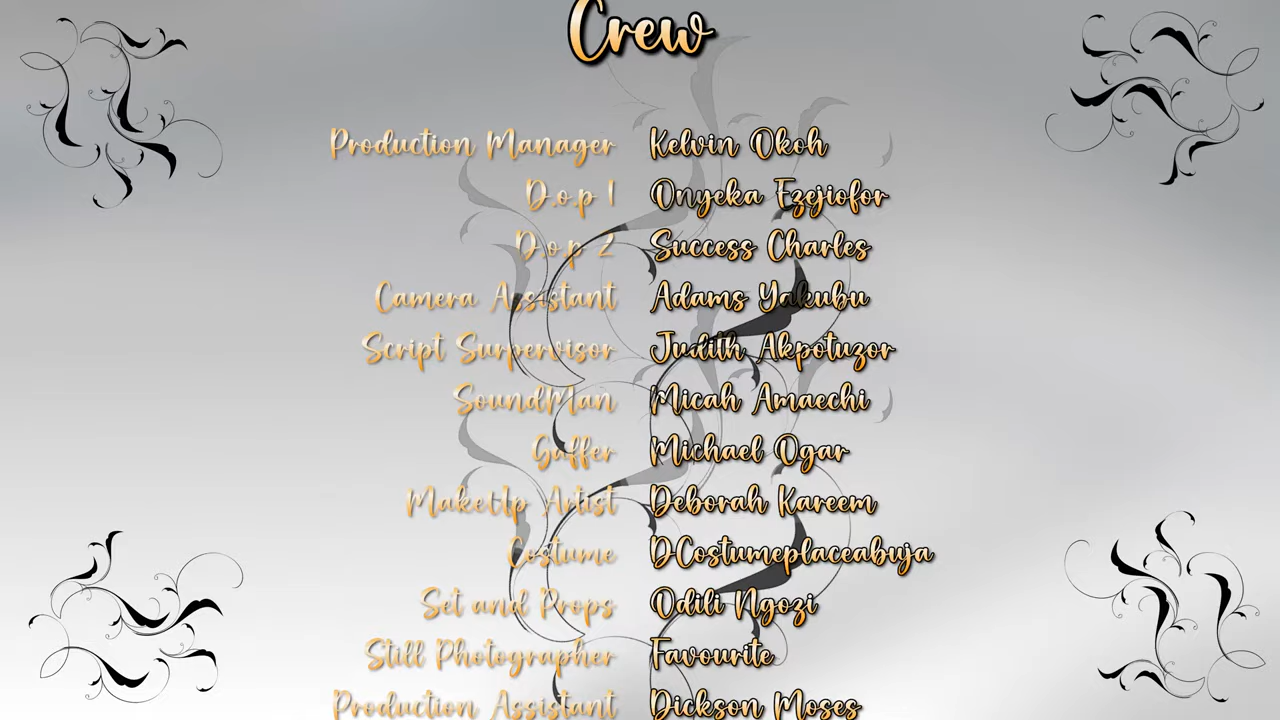 Crew
Production Manager Kelvin Okoh
D.o.p 1 Onyeka Ezejiofor
D.o.p 2 Success Charles
Camera Assistant Adams Yakubu
Script Surpervisor Judith Akpotuzor
SoundMan Micah Amaechi
Gaffer Michael Ogar
MakeUp Artist Deborah Kareem
Costume DCostumeplaceabuja
Set and Props Odili Ngozi
Still Photographer Favourite
Production Assistant Dickson Moses